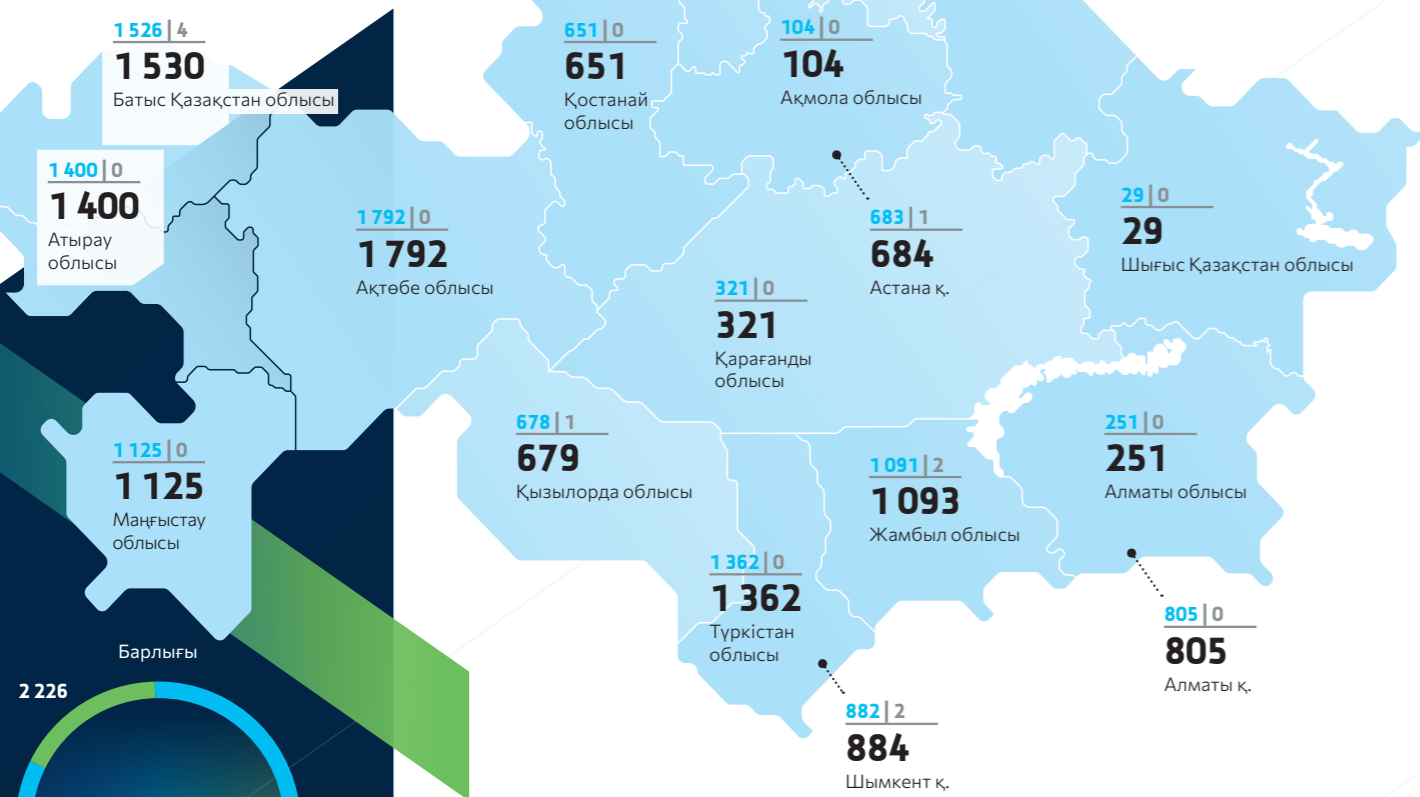 1 526 | 4
1 530
Батыс Қазақстан облысы
651 | 0
651
Қостанай
облысы
104 | 0
104
Ақмола облысы
1 400 | 0
1 400
Атырау
облысы
1 792 | 0
1 792
Ақтөбе облысы
683 | 1
684
Астана қ.
29 | 0
29
Шығыс Қазақстан облысы
321 | 0
321
Қарағанды
облысы
678 | 1
679
Қызылорда облысы
251 | 0
251
Алматы облысы
1 125 | 0
1 125
Маңғыстау
облысы
1 091 | 2
1 093
Жамбыл облысы
1 362 | 0
1 362
Түркістан
облысы
805 | 0
805
Алматы қ.
882 | 2
884
Шымкент қ.
Барлығы
2 226